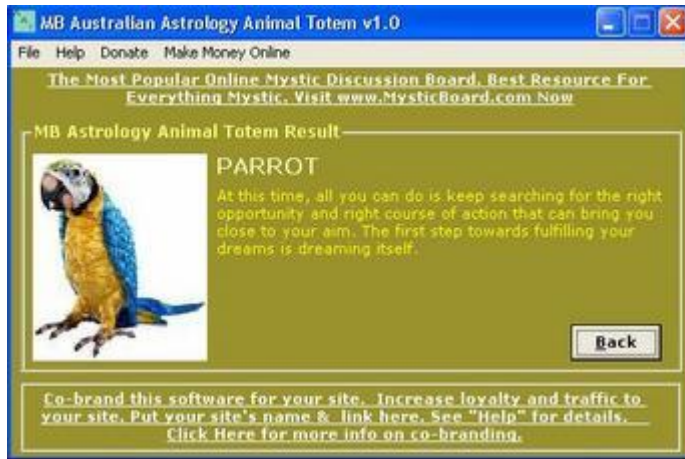 MB Australian Astrology Animal Totem v1.0
File Help Donate Make Money Online
The Most Popular Online Mystic Discussion Board. Best Resource For
Everything Mystic. Visit www.MysticBoard.com Now
MB Astrology Animal Totem Result
PARROT
At this time, all you can do is keep searching for the right
opportunity and right course of action that can bring you
close to your aim. The first step towards fulfilling your
dreams is dreaming itself.
Back
Co-brand this software for your site. Increase loyalty and traffic to
your site. Put your site's name & link here. See "Help" for details.
Click Here for more info on co-branding.